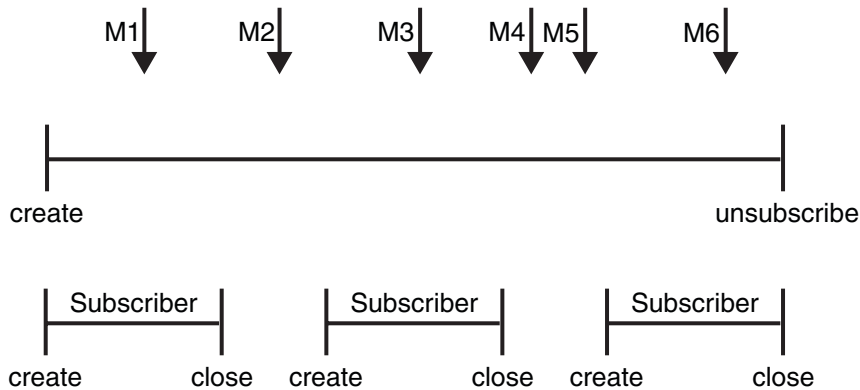 M1 M2 M3 M4 M5 M6
create unsubscribe
Subscriber Subscriber Subscriber
create close create close create close